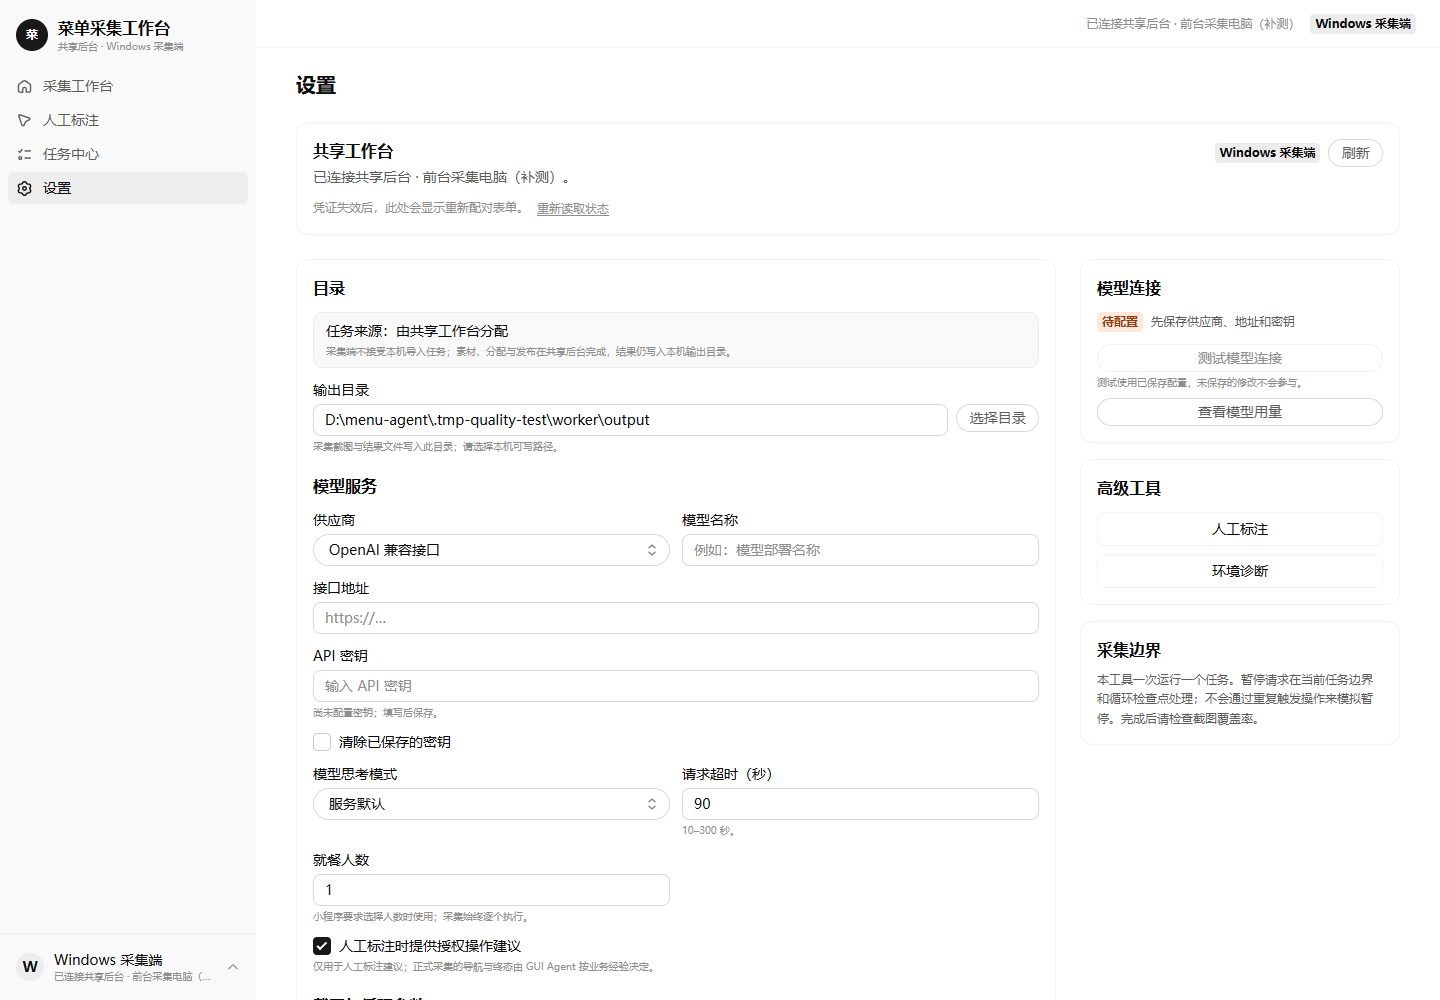 菜
菜单采集工作台
共享后台 · Windows 采集端
采集工作台
人工标注
任务中心
设置
已连接共享后台 · 前台采集电脑（补测）
Windows 采集端
设置
共享工作台
Windows 采集端
刷新
已连接共享后台 · 前台采集电脑（补测）。
凭证失效后，此处会显示重新配对表单。 重新读取状态
目录
任务来源：由共享工作台分配
采集端不接受本机导入任务；素材、分配与发布在共享后台完成，结果仍写入本机输出目录。
输出目录
D:\menu-agent\.tmp-quality-test\worker\output
选择目录
采集截图与结果文件写入此目录；请选择本机可写路径。
模型服务
供应商
模型名称
OpenAI 兼容接口
例如：模型部署名称
接口地址
https://...
API 密钥
输入 API 密钥
尚未配置密钥；填写后保存。
清除已保存的密钥
模型思考模式
请求超时（秒）
服务默认
90
10–300 秒。
就餐人数
1
小程序要求选择人数时使用；采集始终逐个执行。
人工标注时提供授权操作建议
仅用于人工标注建议；正式采集的导航与终态由 GUI Agent 按业务经验决定。
模型连接
待配置 先保存供应商、地址和密钥
测试模型连接
测试使用已保存配置，未保存的修改不会参与。
查看模型用量
高级工具
人工标注
环境诊断
采集边界
本工具一次运行一个任务。暂停请求在当前任务边界
和循环检查点处理；不会通过重复触发操作来模拟暂
停。完成后请检查截图覆盖率。
W
Windows 采集端
已连接共享后台 · 前台采集电脑（...